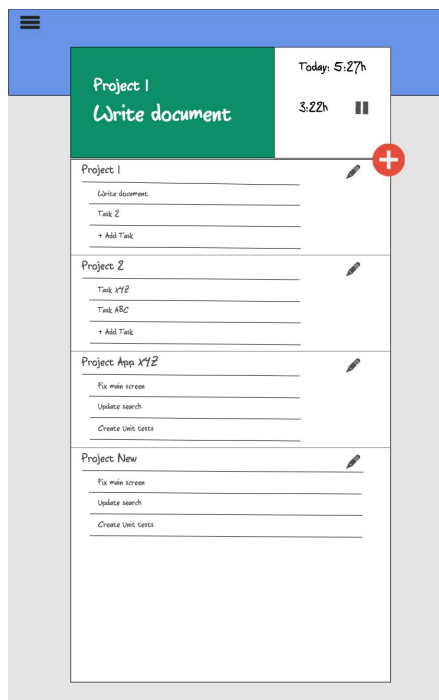 Today: 5:27h
Project 1
3:22h
Write document
Project 1
Write document
Task 2
+ Add Task
Project 2
Task XYZ
Task ABC
+ Add Task
Project App XYZ
Fix main screen
Update search
Create Unit tests
Project New
Fix main screen
Update search
Create Unit tests